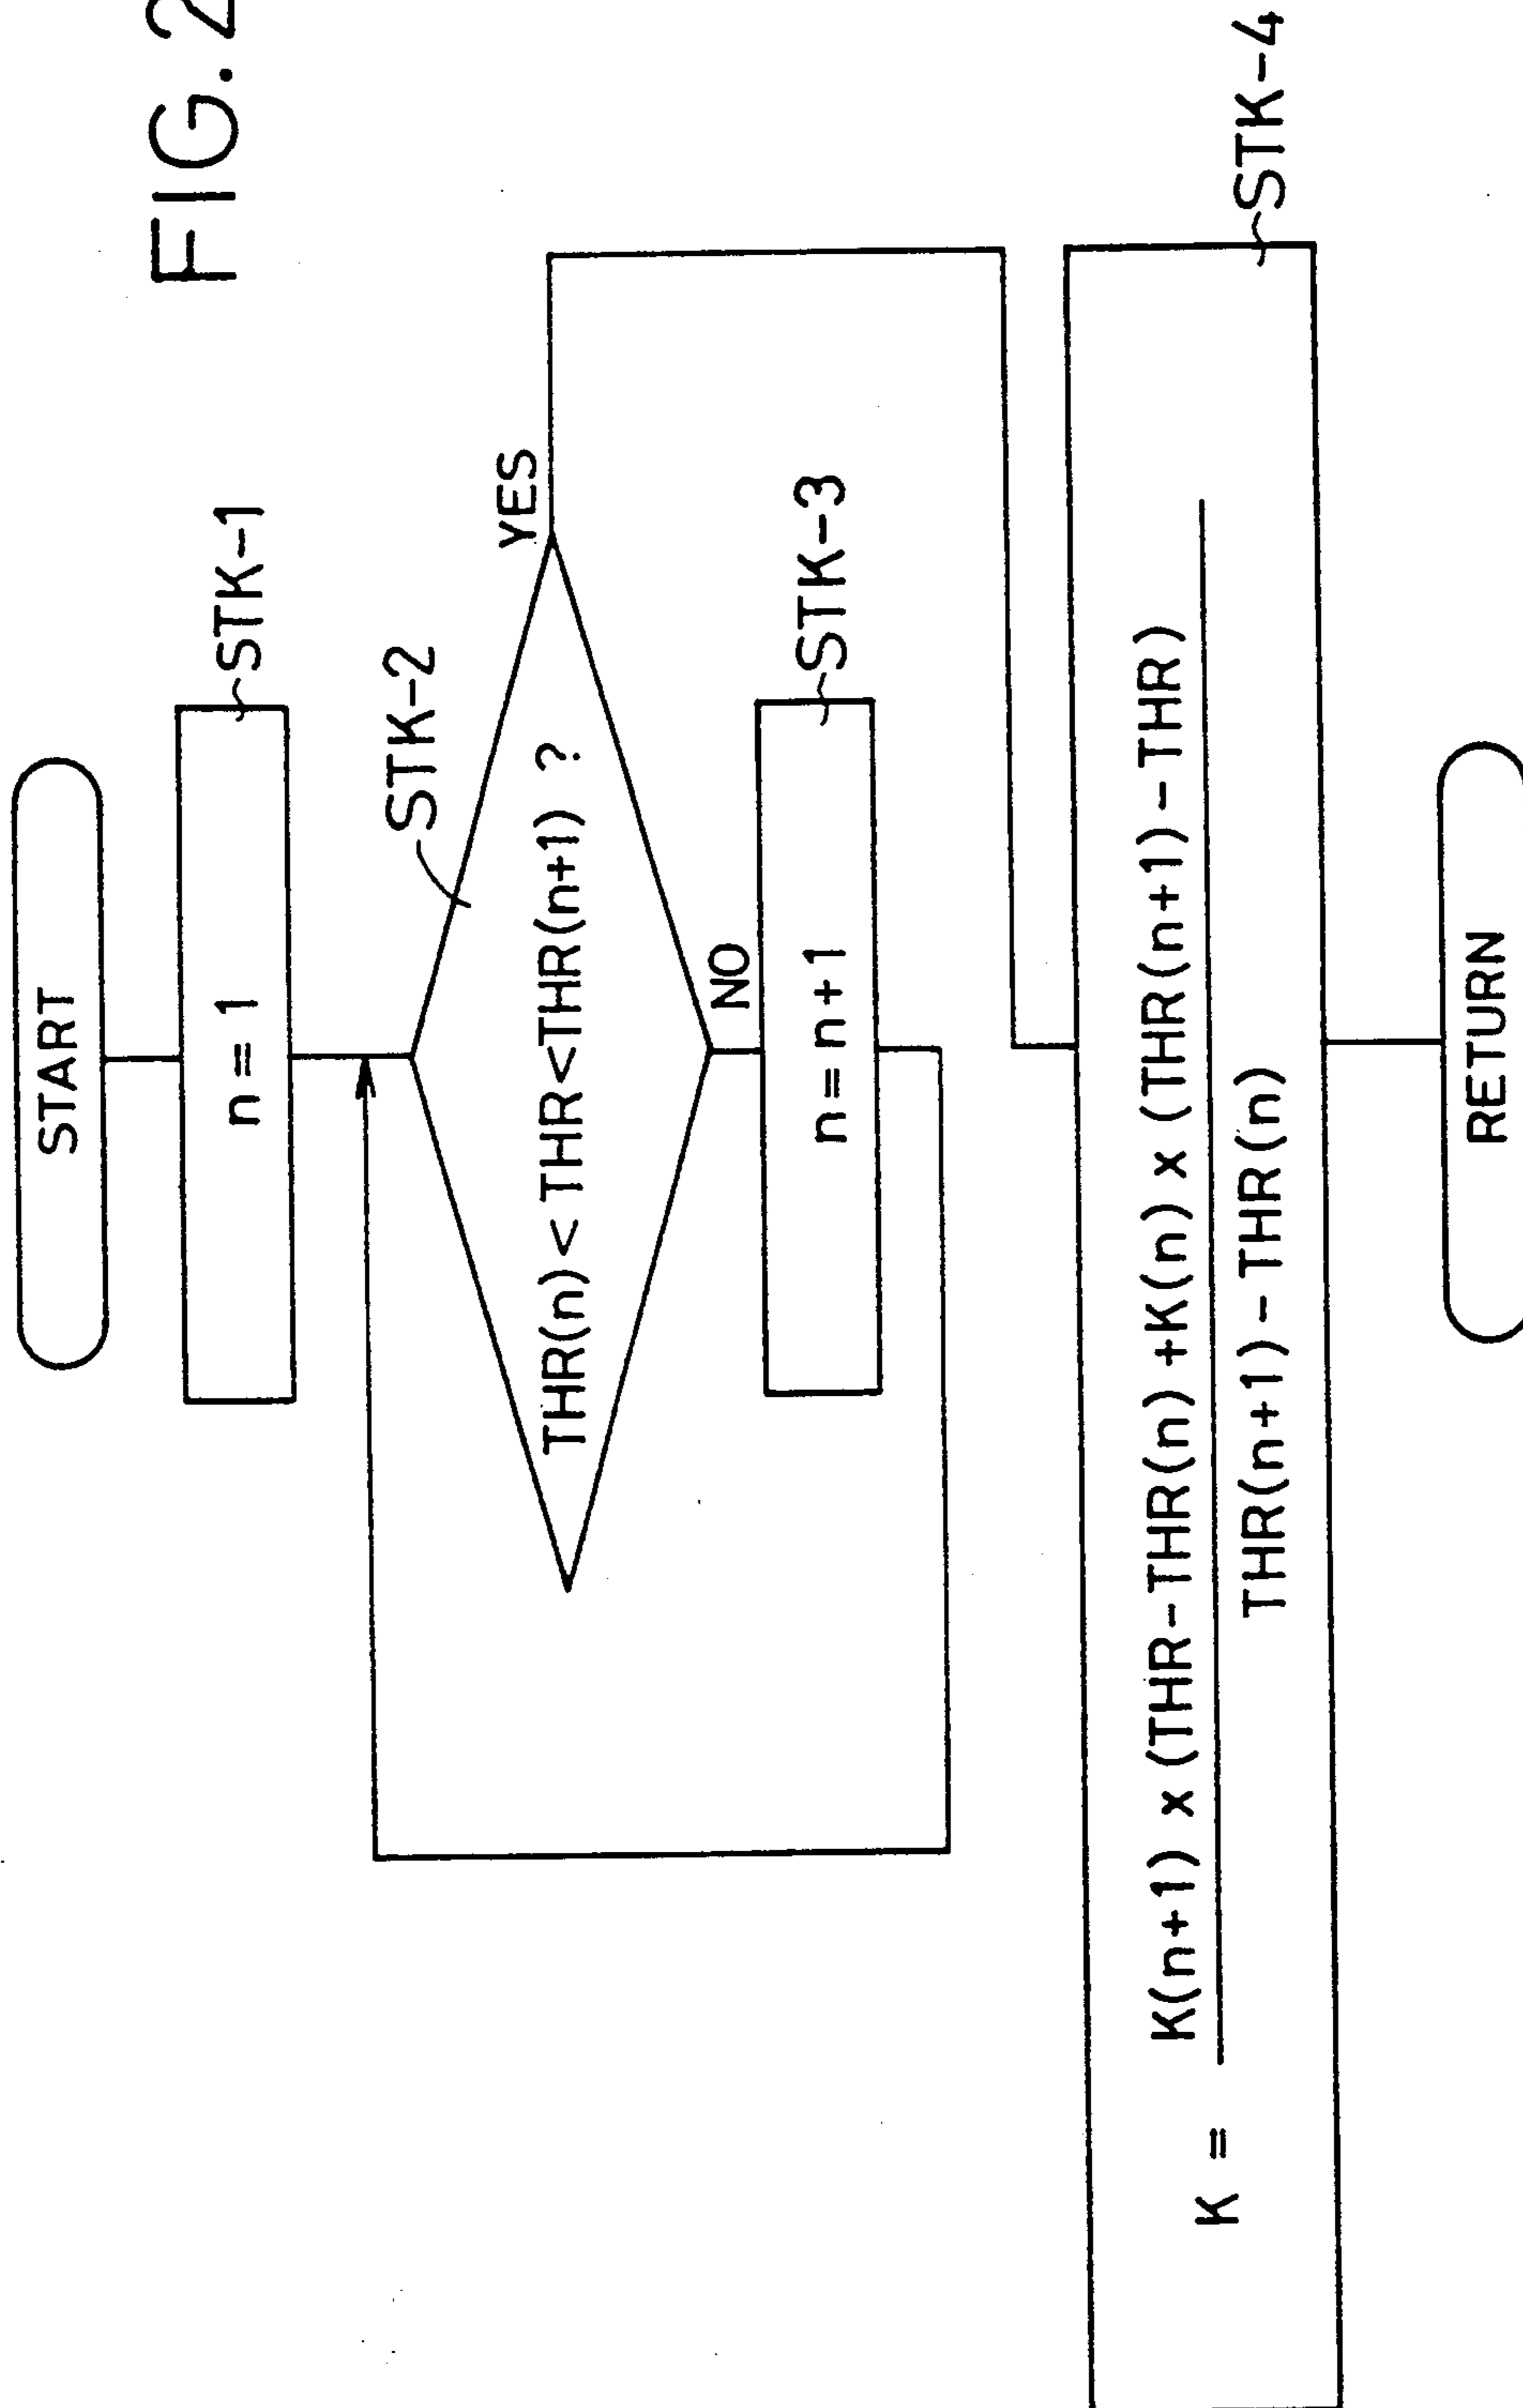 FIG. 2
START
n = 1
STK-1
STK-2
THR(n) < THR<THR(n+1) ?
YES
NO
n = n + 1
STK-3
K(n+1) x (THR-THR(n) +K(n) x (THR(n+1) - THR)
K =
THR(n+1) - THR(n)
STK-4
RETURN